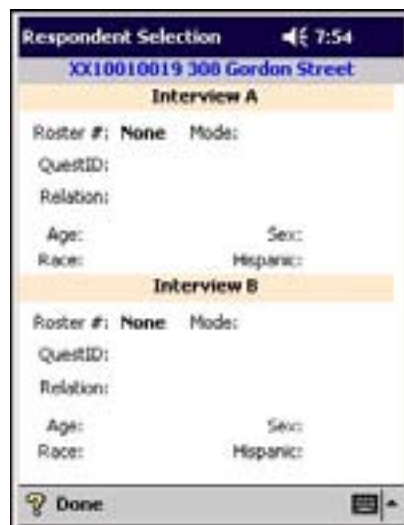 Respondent Selection 7:54
XX10010019 308 Gordon Street
Interview A
Roster #: None Mode:
QuestID:
Relation:
Age: Sex:
Race: Hispanic:
Interview B
Roster #: None Mode:
QuestID:
Relation:
Age: Sex:
Race: Hispanic:
? Done